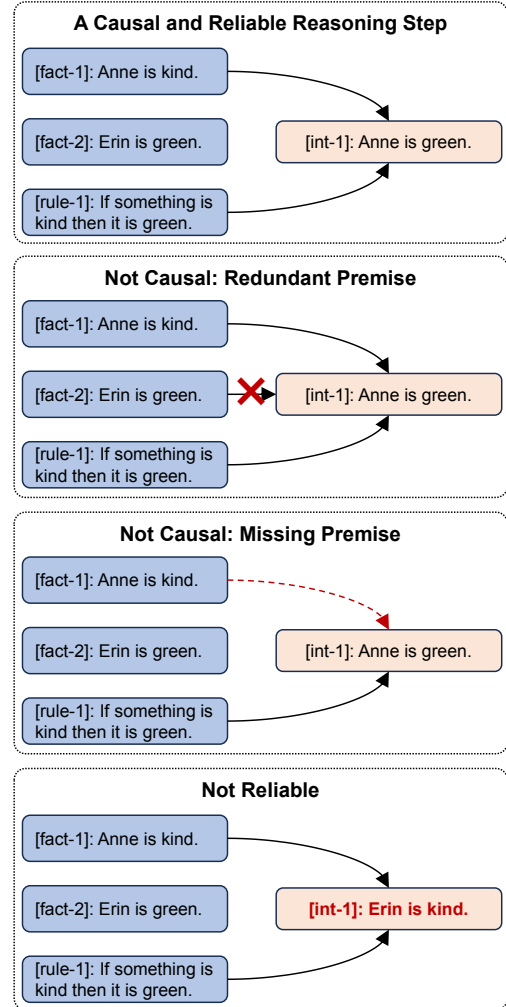 A Causal and Reliable Reasoning Step
[fact-1]: Anne is kind.
[fact-2]: Erin is green.
[int-1]: Anne is green.
[rule-1]: If something is
kind then it is green.
Not Causal: Redundant Premise
[fact-1]: Anne is kind.
[fact-2]: Erin is green.
[int-1]: Anne is green.
[rule-1]: If something is
kind then it is green.
Not Causal: Missing Premise
[fact-1]: Anne is kind.
[fact-2]: Erin is green.
[int-1]: Anne is green.
[rule-1]: If something is
kind then it is green.
Not Reliable
[fact-1]: Anne is kind.
[fact-2]: Erin is green.
[int-1]: Erin is kind.
[rule-1]: If something is
kind then it is green.